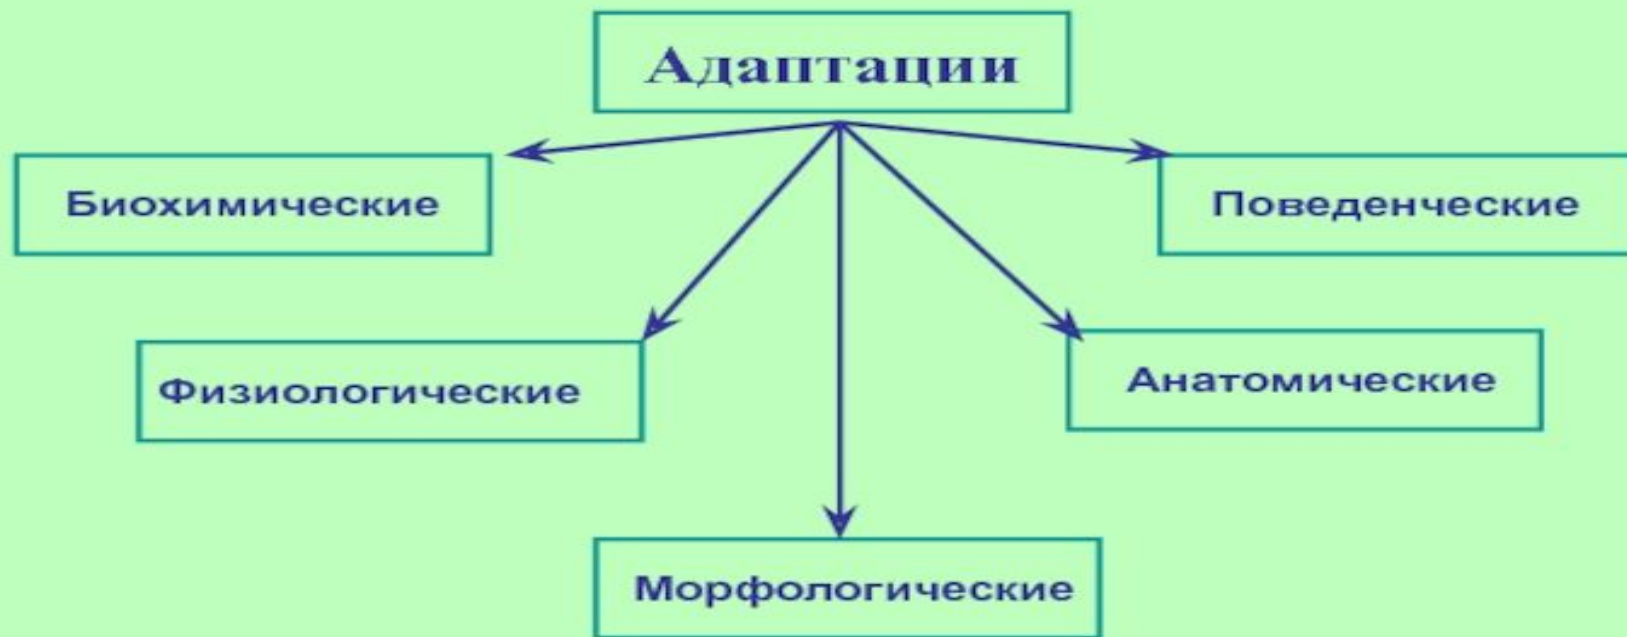 Адаптации
Биохимические
Поведенческие
Физиологические
Анатомические
Морфологические